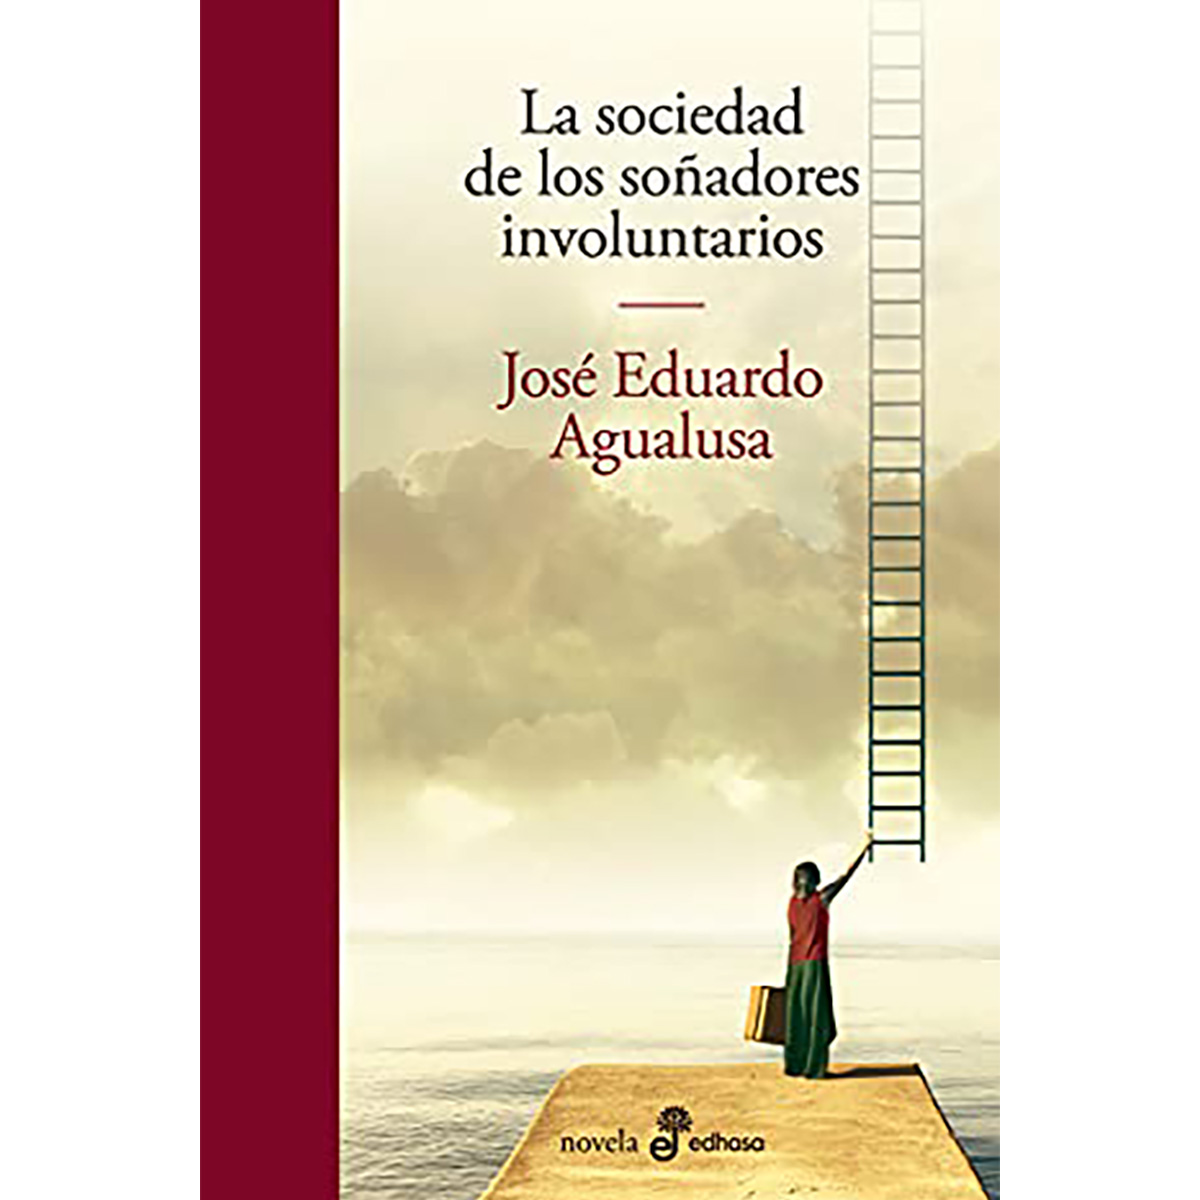 La sociedad
de los soñadores
involuntarios
José Eduardo
Agualusa
novela edhasa